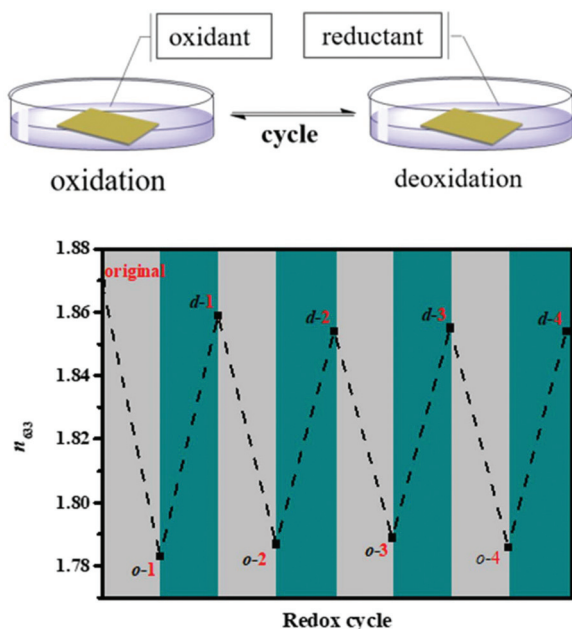 oxidant
reductant
cycle
oxidation
deoxidation
1.88
1.86
1.84
1.82
1.80
1.78
n633
original
d-1
d-2
d-3
d-4
o-1
o-2
o-3
o-4
Redox cycle